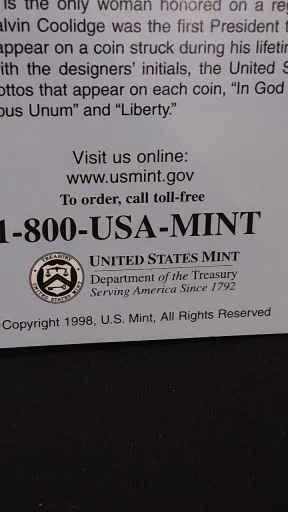 is the only woman honored on a re
alvin Coolidge was the first President
appear on a coin struck during his lifeti
ith the designers' initials, the United S
ottos that appear on each coin, "In God
bus Unum" and "Liberty."
Visit us online:
www.usmint.gov
To order, call toll-free
1-800-USA-MINT
UNITED STATES MINT
Department of the Treasury
Serving America Since 1792
Copyright 1998, U.S. Mint, All Rights Reserved